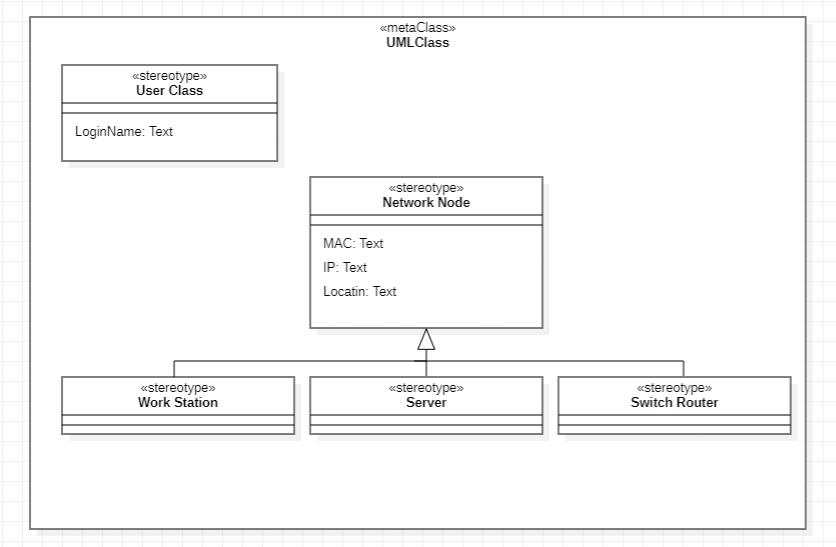 «metaClass»
UMLClass
«stereotype»
User Class
LoginName: Text
«stereotype»
Network Node
MAC: Text
IP: Text
Locatin: Text
«stereotype»
Work Station
«stereotype»
Server
«stereotype»
Switch Router